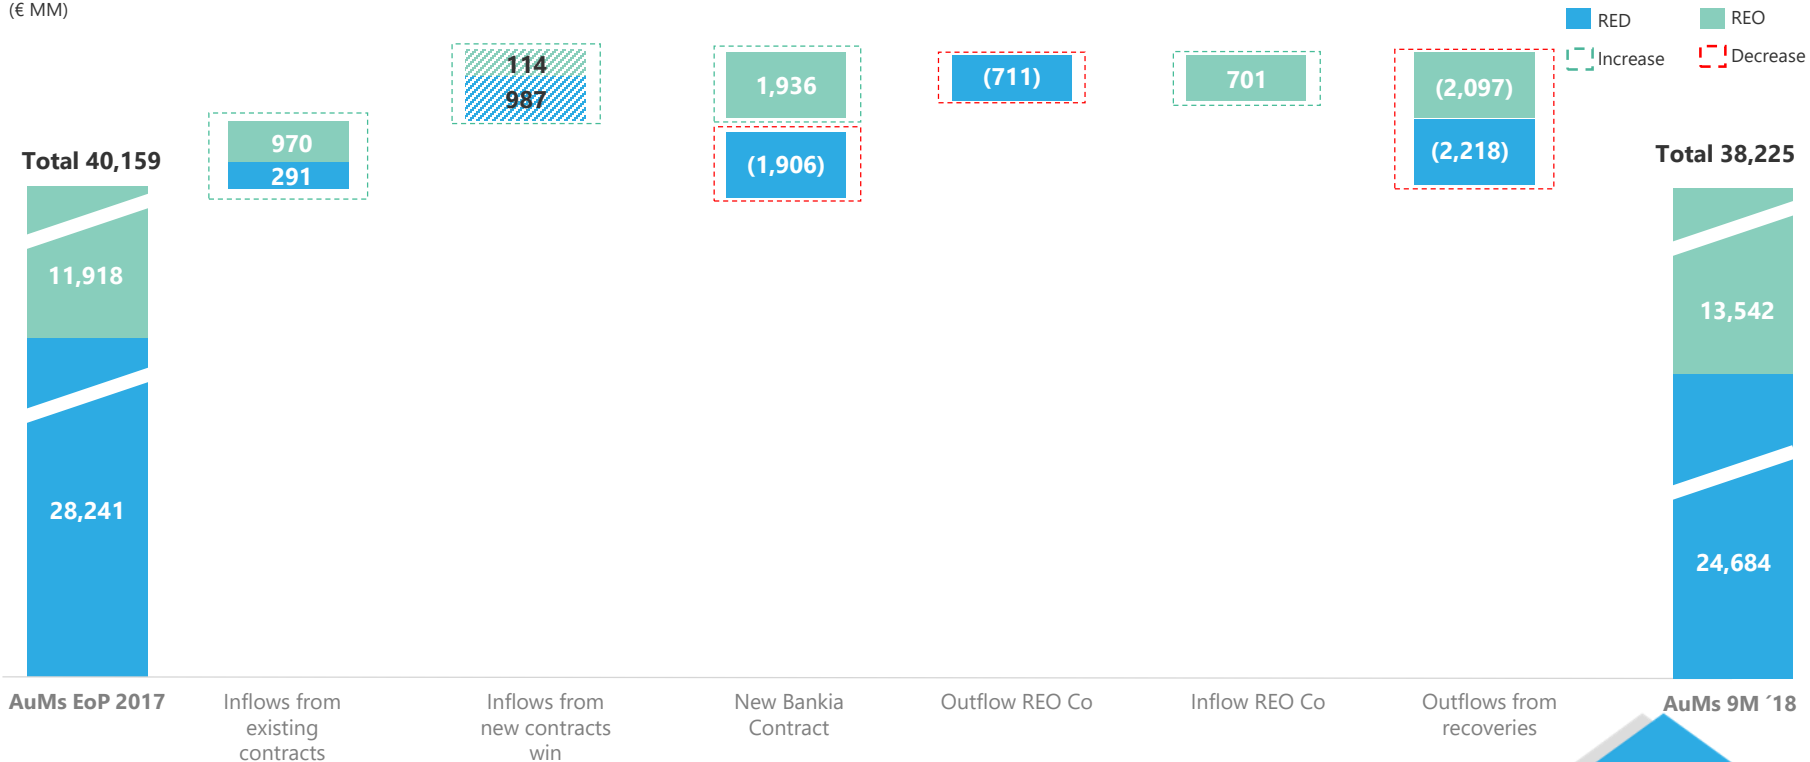 (€ MM)
RED
REO
Increase
Decrease
Total 40,159
11,918
28,241
970
291
114
987
1,936
(1,906)
(711)
701
(2,097)
(2,218)
Total 38,225
13,542
24,684
AuMs EoP 2017
Inflows from
existing
contracts
Inflows from
new contracts
win
New Bankia
Contract
Outflow REO Co
Inflow REO Co
Outflows from
recoveries
AuMs 9M ´18